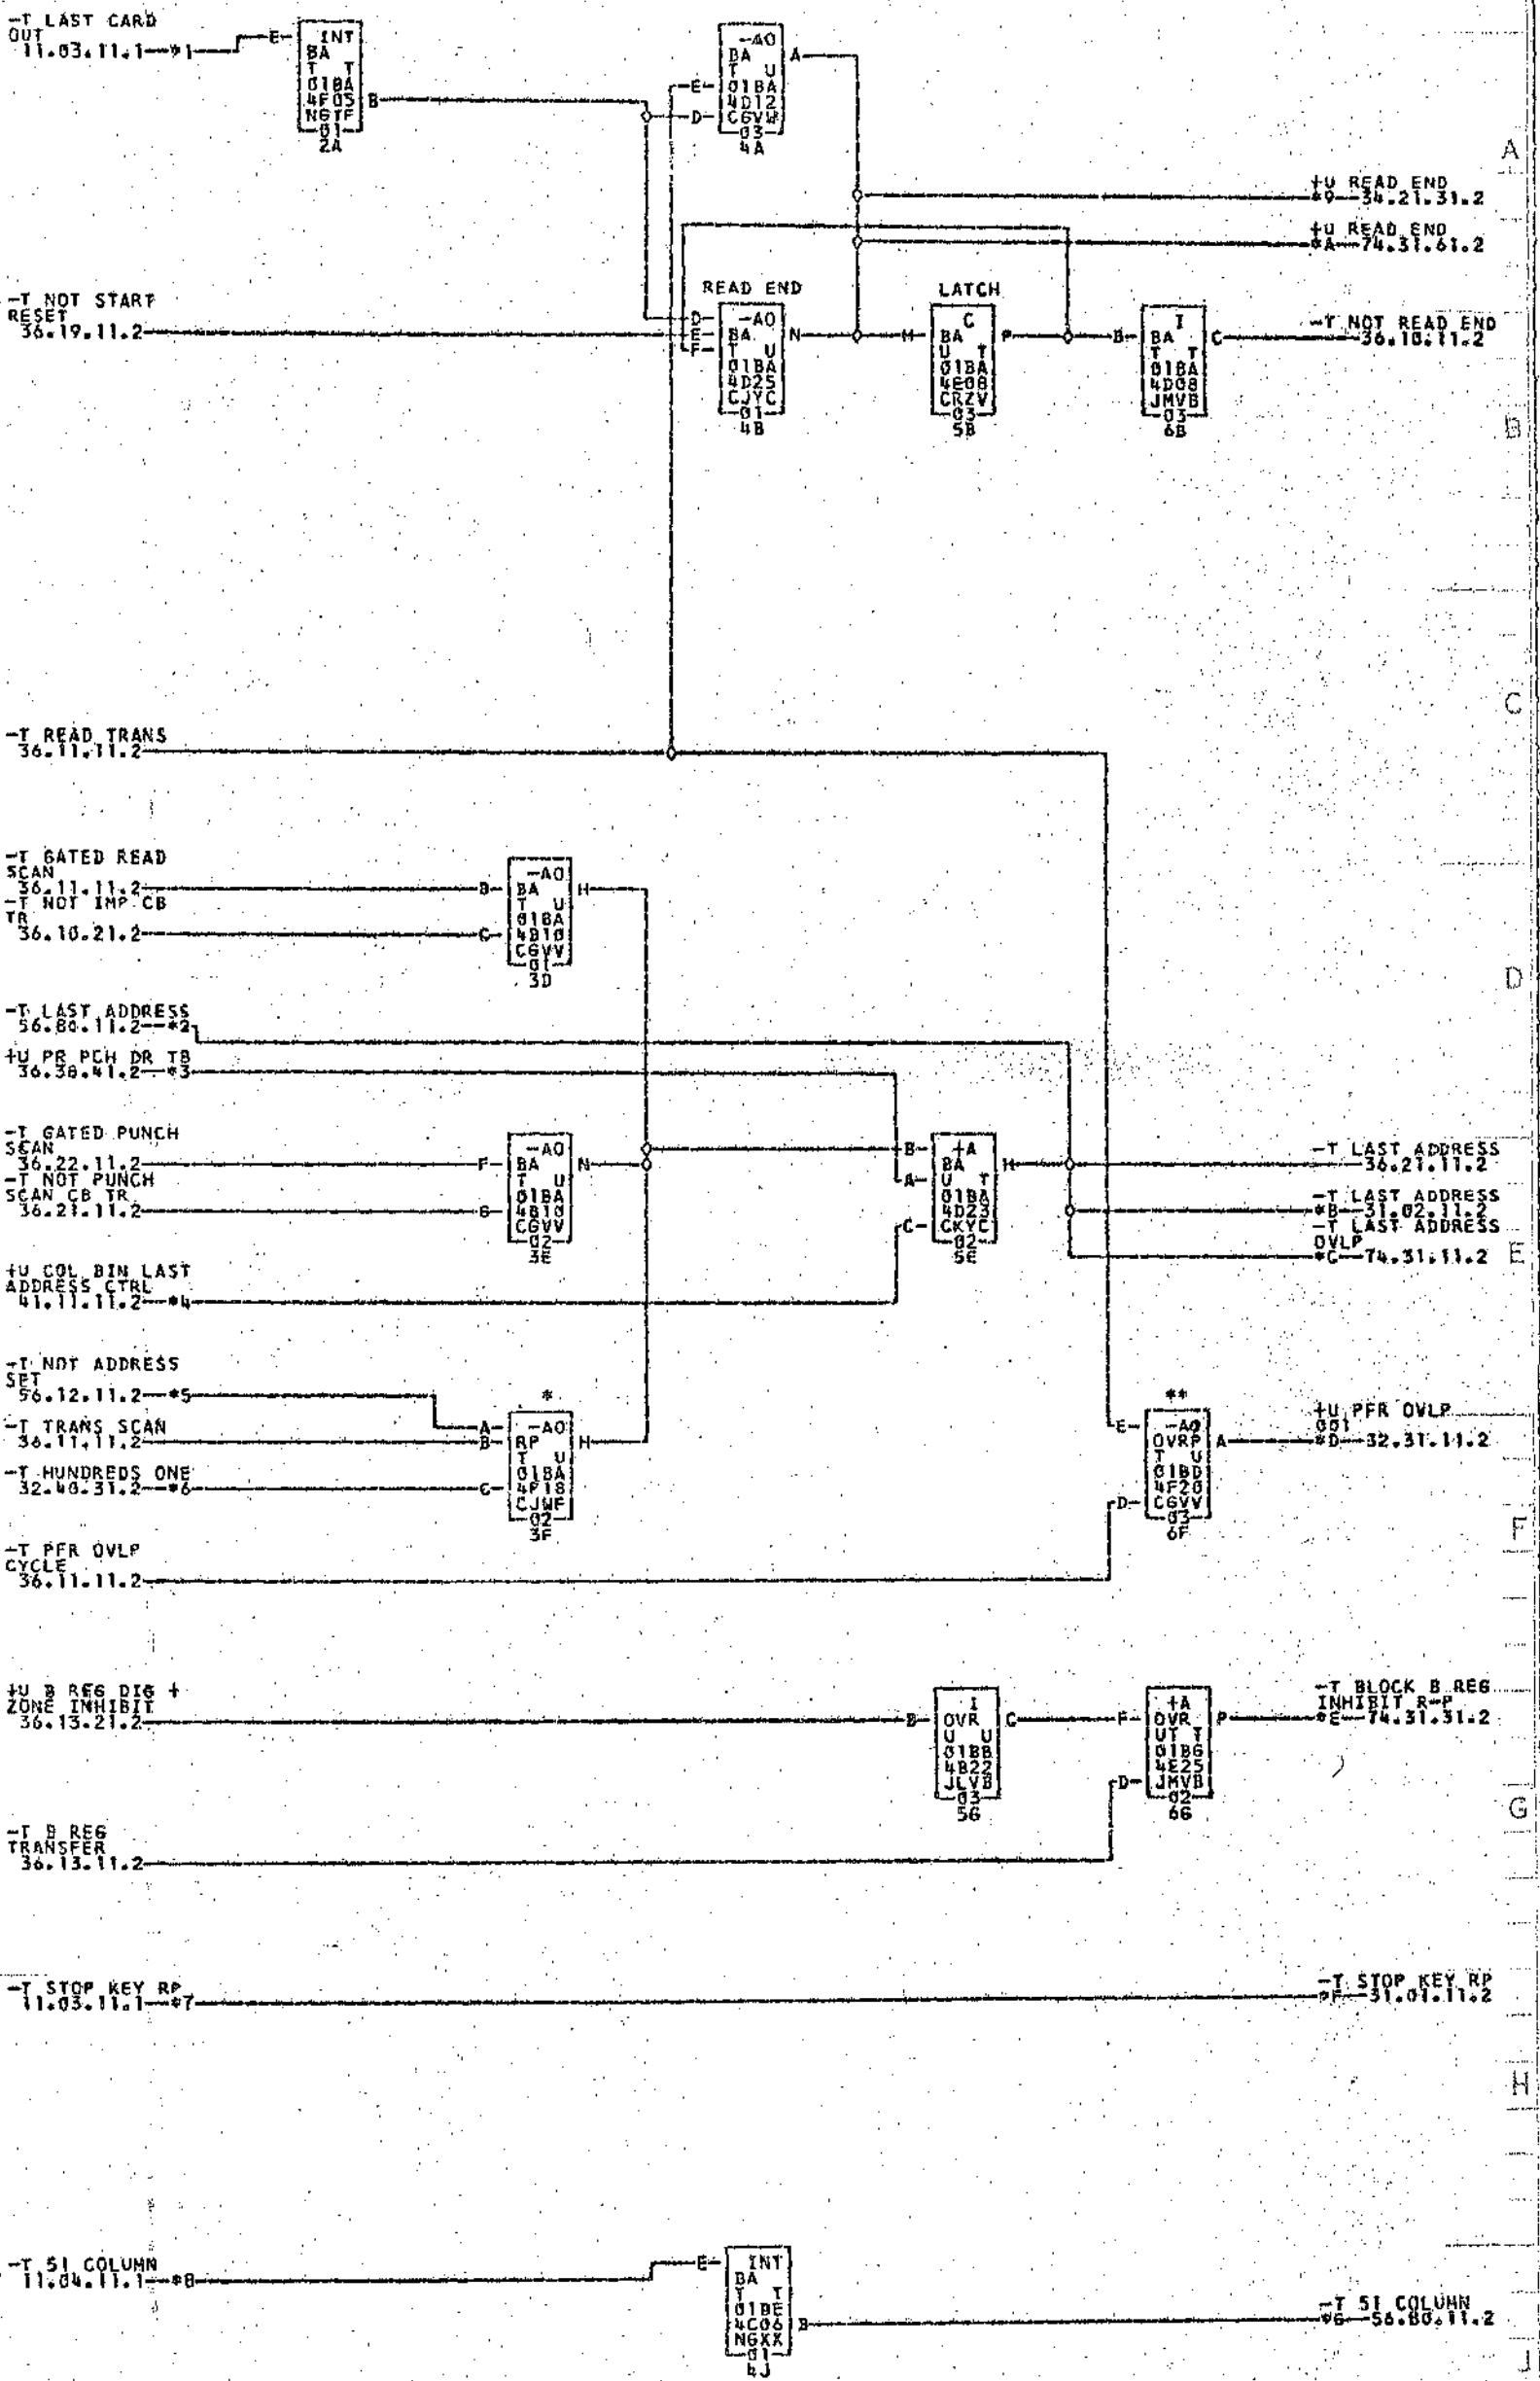 -T LAST CARD
OUT
11.03.11.1-*1 E
INT
BA
T T
01BA
4F05 B
NGTF
01
2A
-AO
BA A
T U
E 01BA
4D12
D CGVW
03
4A
A
+U READ END
*9-34.21.31.2
+U READ END
*A-74.31.61.2
-T NOT START
RESET
36.19.11.2
READ END
D -AO
E BA N
F T U
01BA
4D25
CJYC
01
4B
LATCH
C
H BA P
U T
01BA
4E08
CRZV
03
5B
I
B BA C
T T
01BA
4D08
JMVB
03
6B
-T NOT READ END
36.10.11.2
B
C
-T READ TRANS
36.11.11.2
-T GATED READ
SCAN
36.11.11.2
-T NOT IMP CB
TR
36.10.21.2
-AO
B BA H
T U
01BA
C 4B10
CGVV
01
3D
D
-T LAST ADDRESS
56.80.11.2-*2
+U PR PCH DR TB
36.38.41.2-*3
-T GATED PUNCH
SCAN
36.22.11.2
-T NOT PUNCH
SCAN CB TR
36.21.11.2
-AO
F BA N
T U
01BA
G 4B10
CGVV
02
3E
B +A
BA H
A U T
01BA
4D23
C CKYC
02
5E
-T LAST ADDRESS
36.21.11.2
-T LAST ADDRESS
*B-31.02.11.2
-T LAST ADDRESS
OVLP
*C-74.31.11.2
E
+U COL BIN LAST
ADDRESS CTRL
41.11.11.2-*4
-T NOT ADDRESS
SET
56.12.11.2-*5
-T TRANS SCAN
36.11.11.2
-T HUNDREDS ONE
32.40.31.2-*6
*
A -AO
B RP H
T U
01BA
C 4F18
CJWF
02
3F
**
E -AO
OVRP A
T U
01BD
4F20
D CGVV
03
6F
+U PFR OVLP
001
*D-32.31.11.2
F
-T PFR OVLP
CYCLE
36.11.11.2
+U B REG DIG +
ZONE INHIBIT
36.13.21.2
I
B OVR C
U U
01BB
4B22
JLVB
03
5G
+A
F OVR P
UT T
01BG
4E25
D JMVB
02
6G
-T BLOCK B REG
INHIBIT R-P
*E-74.31.31.2
G
-T B REG
TRANSFER
36.13.11.2
-T STOP KEY RP
11.03.11.1-*7
-T STOP KEY RP
*F-31.01.11.2
H
-T 51 COLUMN
11.04.11.1-*8
E INT
BA
T T
01BE
4C06 B
NGXX
01
4J
-T 51 COLUMN
*G-56.80.11.2
J